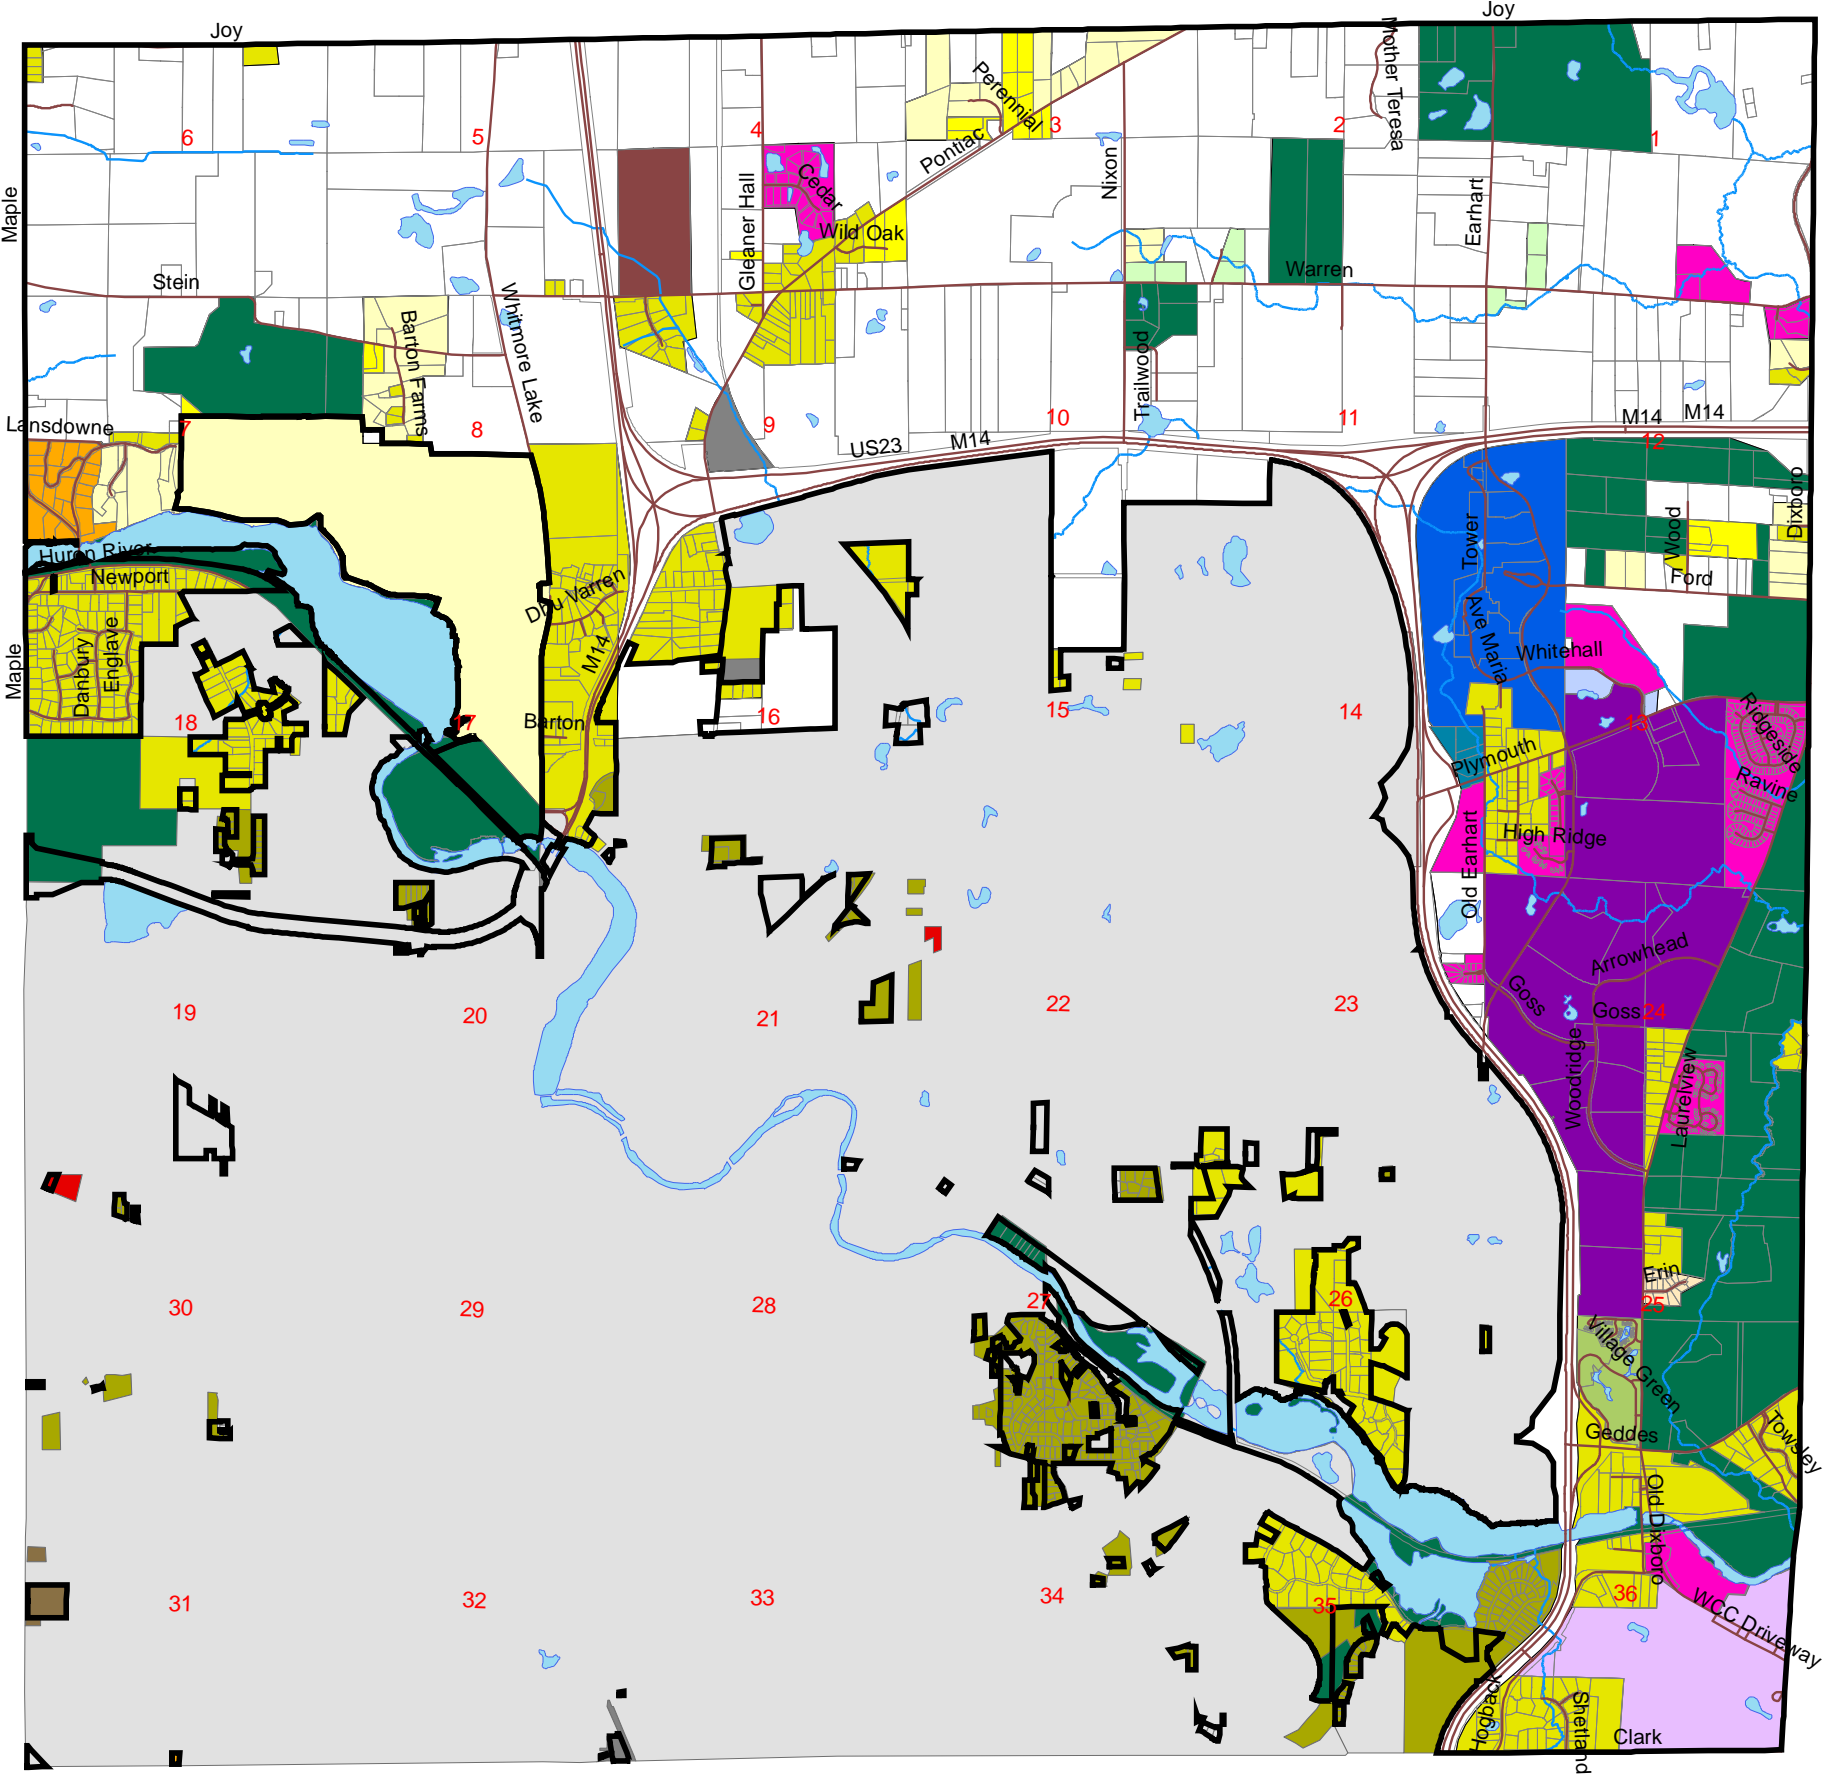 Joy
Joy
Mother Teresa
Perennial
6
5
4
3
2
1
Pontiac
Nixon
Maple
Gleaner Hall
Cedar
Earhart
Wild Oak
Warren
Stein
Whitmore Lake
Barton Farms
Trailwood
Lansdowne
7
8
9
10
11
M14
M14
12
US23
M14
Dixboro
Tower
Wood
Huron River
Newport
Ford
Dhu Varren
Ave Maria
Maple
Danbury
Englave
M14
Whitehall
18
17
Barton
16
15
14
13
Ridgeside
Plymouth
Ravine
High Ridge
Old Earhart
Arrowhead
Goss
Goss
24
19
20
21
22
23
Woodridge
Laurelview
30
29
28
27
26
Erin
25
Village Green
Geddes
Towsley
Old Dixboro
31
32
33
34
35
36
WCC Driveway
Hogback
Shetland
Clark